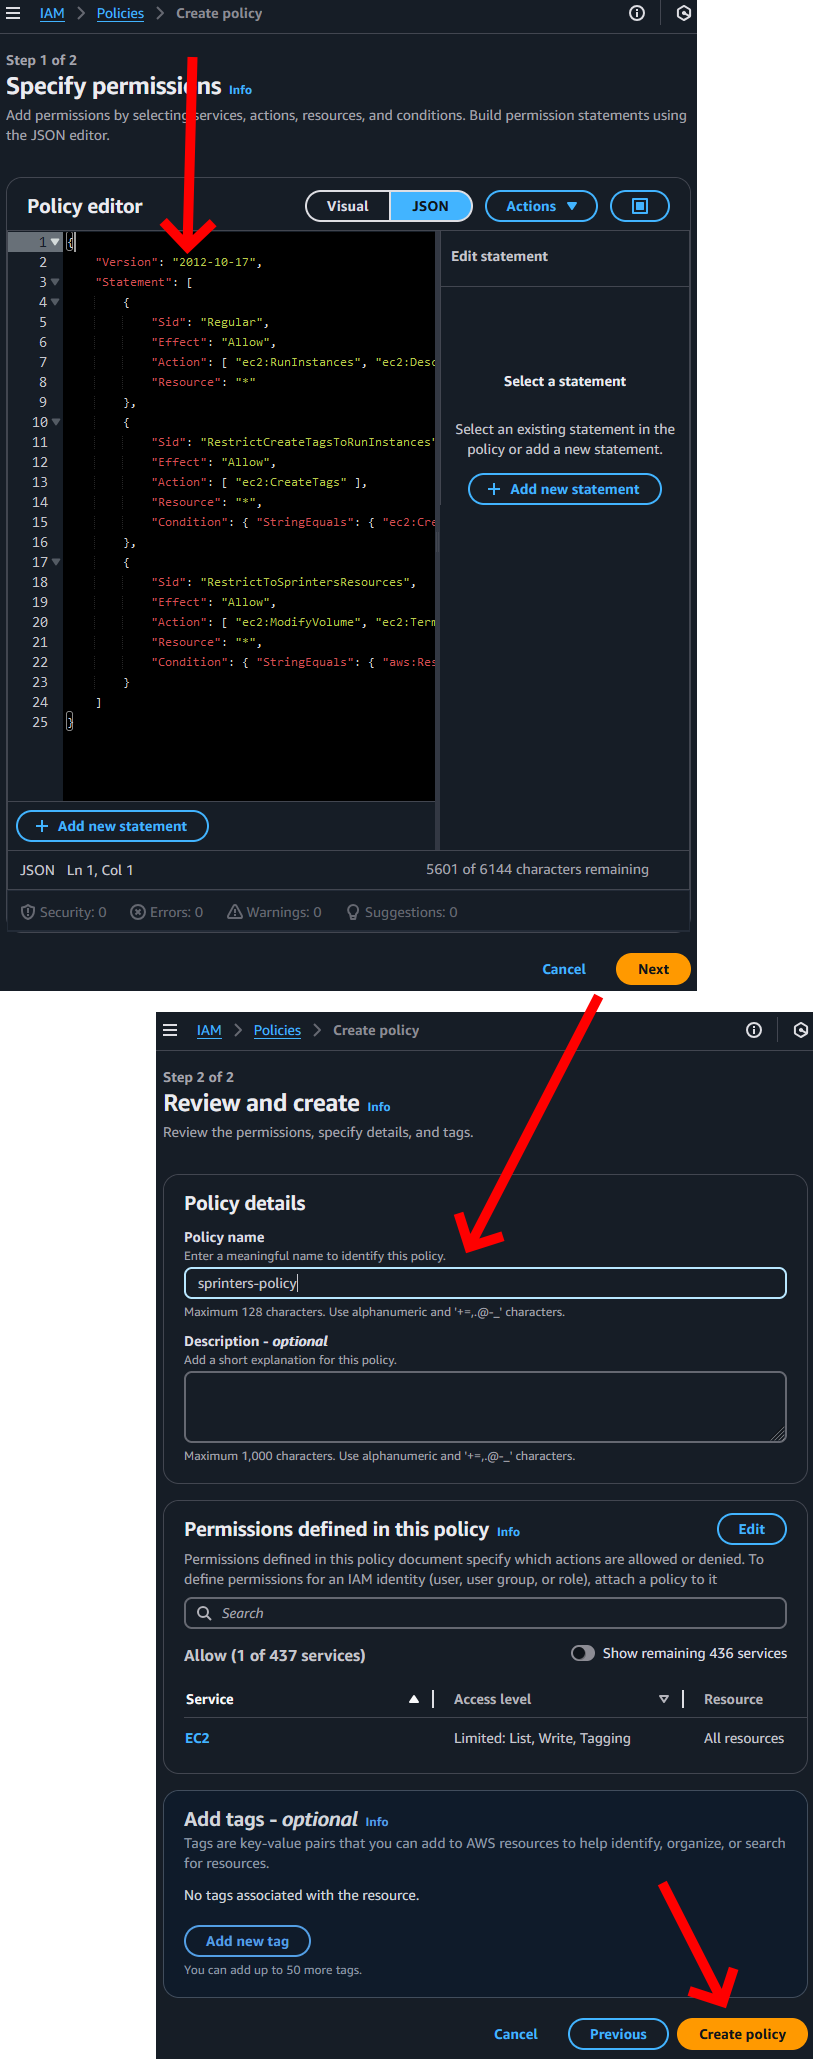 IAM > Policies > Create policy
Step 1 of 2
Specify permissions Info
Add permissions by selecting services, actions, resources, and conditions. Build permission statements using
the JSON editor.
Policy editor Visual JSON Actions
Edit statement
1 {
2 "Version": "2012-10-17",
3 "Statement": [
4 {
5 "Sid": "Regular",
6 "Effect": "Allow",
7 "Action": [ "ec2:RunInstances", "ec2:Desc
8 "Resource": "*"
9 },
10 {
11 "Sid": "RestrictCreateTagsToRunInstances"
12 "Effect": "Allow",
13 "Action": [ "ec2:CreateTags" ],
14 "Resource": "*",
15 "Condition": { "StringEquals": { "ec2:Cre
16 },
17 {
18 "Sid": "RestrictToSprintersResources",
19 "Effect": "Allow",
20 "Action": [ "ec2:ModifyVolume", "ec2:Term
21 "Resource": "*",
22 "Condition": { "StringEquals": { "aws:Res
23 }
24 ]
25 }
Select a statement
Select an existing statement in the
policy or add a new statement.
+ Add new statement
+ Add new statement
JSON Ln 1, Col 1 5601 of 6144 characters remaining
Security: 0 Errors: 0 Warnings: 0 Suggestions: 0
Cancel Next
IAM > Policies > Create policy
Step 2 of 2
Review and create Info
Review the permissions, specify details, and tags.
Policy details
Policy name
Enter a meaningful name to identify this policy.
sprinters-policy
Maximum 128 characters. Use alphanumeric and '+=,.@-_' characters.
Description - optional
Add a short explanation for this policy.
Maximum 1,000 characters. Use alphanumeric and '+=,.@-_' characters.
Permissions defined in this policy Info Edit
Permissions defined in this policy document specify which actions are allowed or denied. To
define permissions for an IAM identity (user, user group, or role), attach a policy to it
Search
Allow (1 of 437 services) Show remaining 436 services
Service Access level Resource
EC2 Limited: List, Write, Tagging All resources
Add tags - optional Info
Tags are key-value pairs that you can add to AWS resources to help identify, organize, or search
for resources.
No tags associated with the resource.
Add new tag
You can add up to 50 more tags.
Cancel Previous Create policy